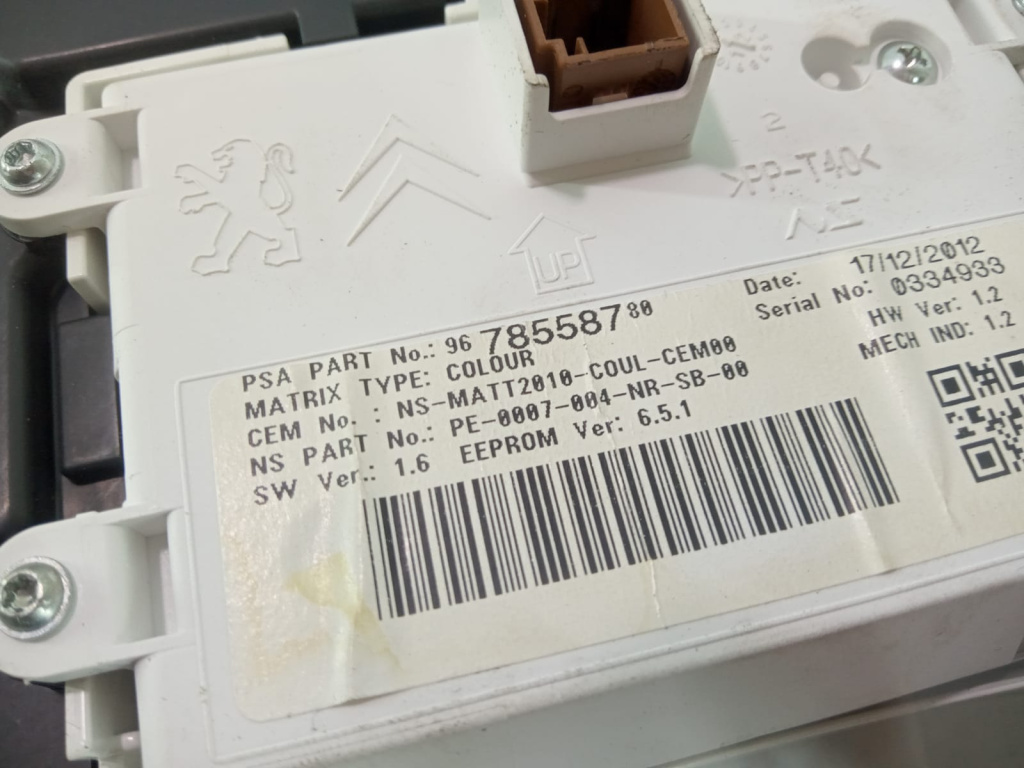 2
>PP-T40<
UP
Date: 17/12/2012
Serial No: 0334933
HW Ver: 1.2
MECH IND: 1.2
PSA PART No.: 96 78558780
MATRIX TYPE: COLOUR
CEM No. : NS-MATT2010-COUL-CEM00
NS PART No.: PE-0007-004-NR-SB-00
SW Ver.: 1.6 EEPROM Ver: 6.5.1